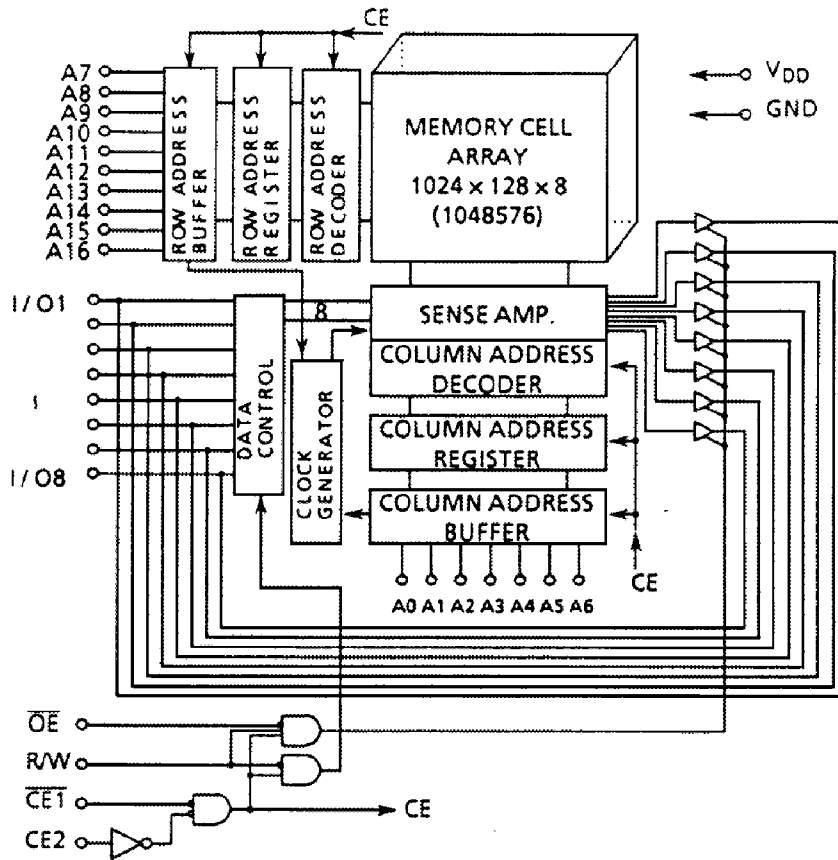 CE
A7
A8
A9
A10
A11
A12
A13
A14
A15
A16
ROW ADDRESS
BUFFER
ROW ADDRESS
REGISTER
ROW ADDRESS
DECODER
MEMORY CELL
ARRAY
1024 x 128 x 8
(1048576)
VDD
GND
I/O1
I/O8
DATA
CONTROL
8
CLOCK
GENERATOR
SENSE AMP.
COLUMN ADDRESS
DECODER
COLUMN ADDRESS
REGISTER
COLUMN ADDRESS
BUFFER
CE
A0 A1 A2 A3 A4 A5 A6
OE
R/W
CE1
CE2
CE